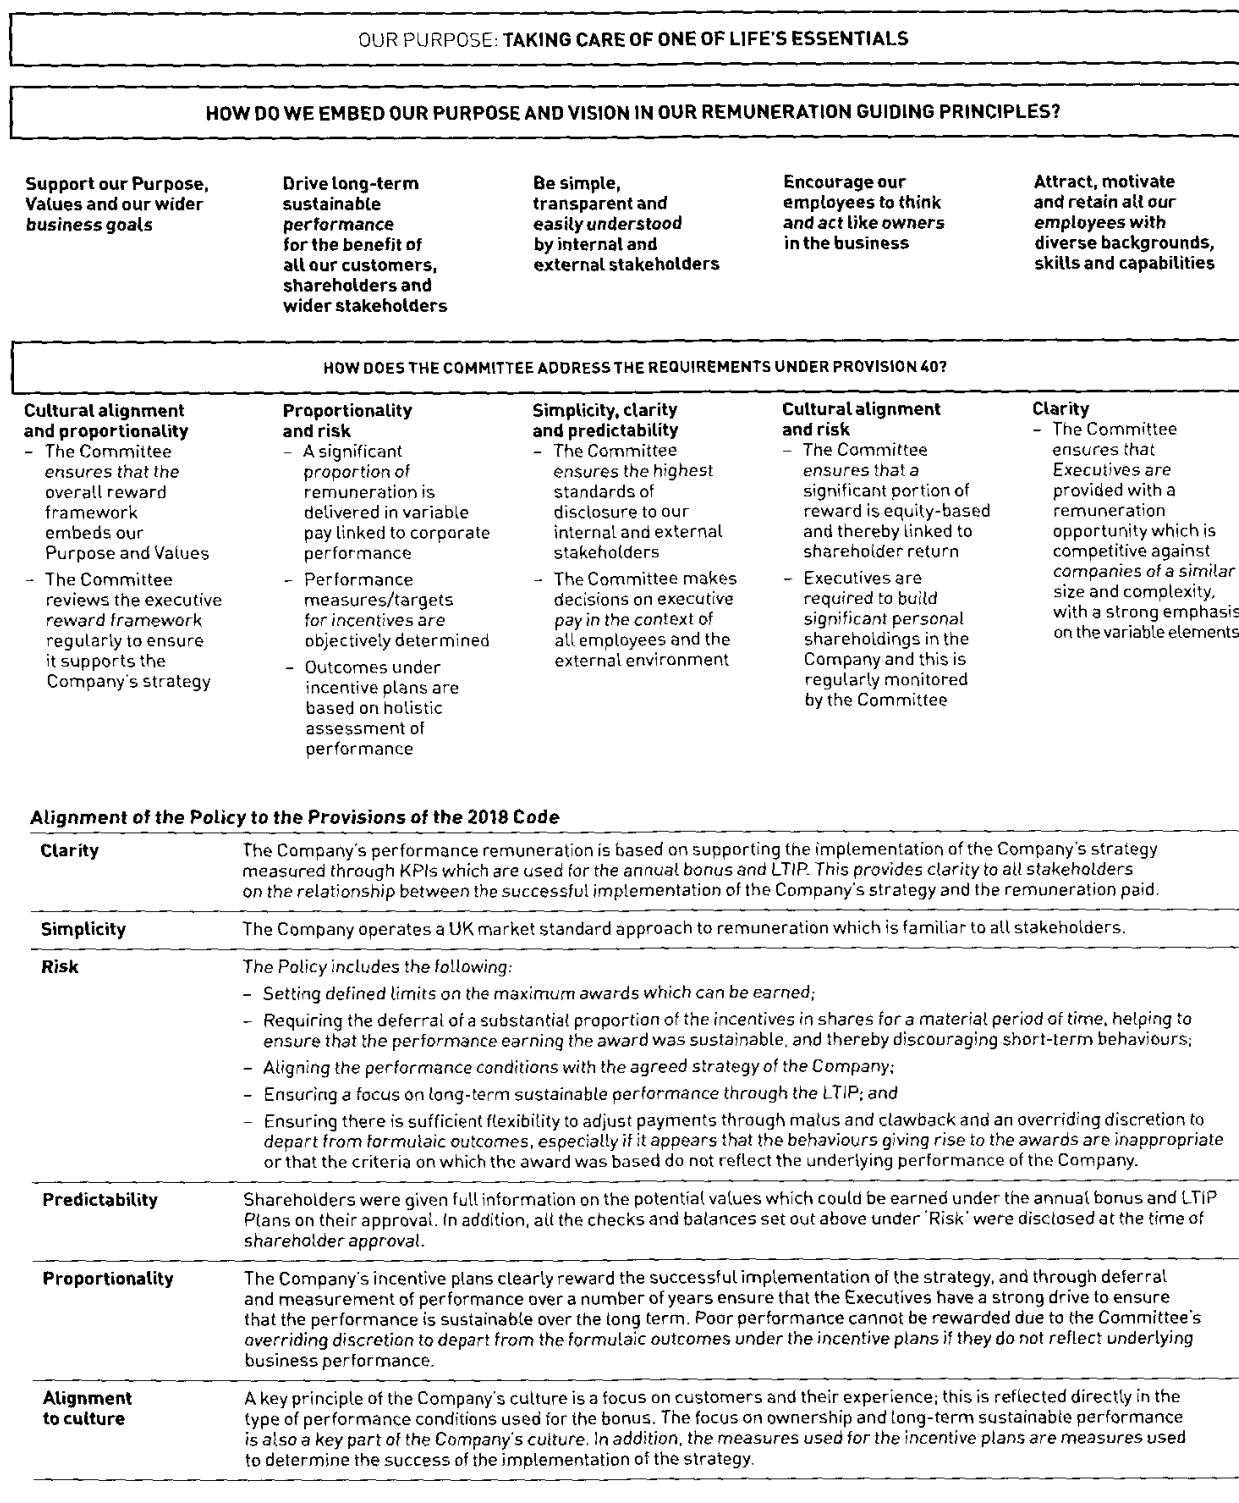 OUR PURPOSE: TAKING CARE OF ONE OF LIFE'S ESSENTIALS
HOW DO WE EMBED OUR PURPOSE AND VISION IN OUR REMUNERATION GUIDING PRINCIPLES?
Support our Purpose,
Values and our wider
business goals
Drive long-term
sustainable
performance
for the benefit of
all our customers,
shareholders and
wider stakeholders
Be simple,
transparent and
easily understood
by internal and
external stakeholders
Encourage our
employees to think
and act like owners
in the business
Attract, motivate
and retain all our
employees with
diverse backgrounds,
skills and capabilities
HOW DOES THE COMMITTEE ADDRESS THE REQUIREMENTS UNDER PROVISION 40?
Cultural alignment
and proportionality
– The Committee
ensures that the
overall reward
framework
embeds our
Purpose and Values
– The Committee
reviews the executive
reward framework
regularly to ensure
it supports the
Company's strategy
Proportionality
and risk
– A significant
proportion of
remuneration is
delivered in variable
pay linked to corporate
performance
– Performance
measures/targets
for incentives are
objectively determined
– Outcomes under
incentive plans are
based on holistic
assessment of
performance
Simplicity, clarity
and predictability
– The Committee
ensures the highest
standards of
disclosure to our
internal and external
stakeholders
– The Committee makes
decisions on executive
pay in the context of
all employees and the
external environment
Cultural alignment
and risk
– The Committee
ensures that a
significant portion of
reward is equity-based
and thereby linked to
shareholder return
– Executives are
required to build
significant personal
shareholdings in the
Company and this is
regularly monitored
by the Committee
Clarity
– The Committee
ensures that
Executives are
provided with a
remuneration
opportunity which is
competitive against
companies of a similar
size and complexity,
with a strong emphasis
on the variable elements
Alignment of the Policy to the Provisions of the 2018 Code
Clarity
The Company's performance remuneration is based on supporting the implementation of the Company's strategy
measured through KPIs which are used for the annual bonus and LTIP. This provides clarity to all stakeholders
on the relationship between the successful implementation of the Company's strategy and the remuneration paid.
Simplicity
The Company operates a UK market standard approach to remuneration which is familiar to all stakeholders.
Risk
The Policy includes the following:
– Setting defined limits on the maximum awards which can be earned;
– Requiring the deferral of a substantial proportion of the incentives in shares for a material period of time, helping to
ensure that the performance earning the award was sustainable, and thereby discouraging short-term behaviours;
– Aligning the performance conditions with the agreed strategy of the Company;
– Ensuring a focus on long-term sustainable performance through the LTIP; and
– Ensuring there is sufficient flexibility to adjust payments through malus and clawback and an overriding discretion to
depart from formulaic outcomes, especially if it appears that the behaviours giving rise to the awards are inappropriate
or that the criteria on which the award was based do not reflect the underlying performance of the Company.
Predictability
Shareholders were given full information on the potential values which could be earned under the annual bonus and LTIP
Plans on their approval. In addition, all the checks and balances set out above under 'Risk' were disclosed at the time of
shareholder approval.
Proportionality
The Company's incentive plans clearly reward the successful implementation of the strategy, and through deferral
and measurement of performance over a number of years ensure that the Executives have a strong drive to ensure
that the performance is sustainable over the long term. Poor performance cannot be rewarded due to the Committee's
overriding discretion to depart from the formulaic outcomes under the incentive plans if they do not reflect underlying
business performance.
Alignment
to culture
A key principle of the Company's culture is a focus on customers and their experience; this is reflected directly in the
type of performance conditions used for the bonus. The focus on ownership and long-term sustainable performance
is also a key part of the Company's culture. In addition, the measures used for the incentive plans are measures used
to determine the success of the implementation of the strategy.